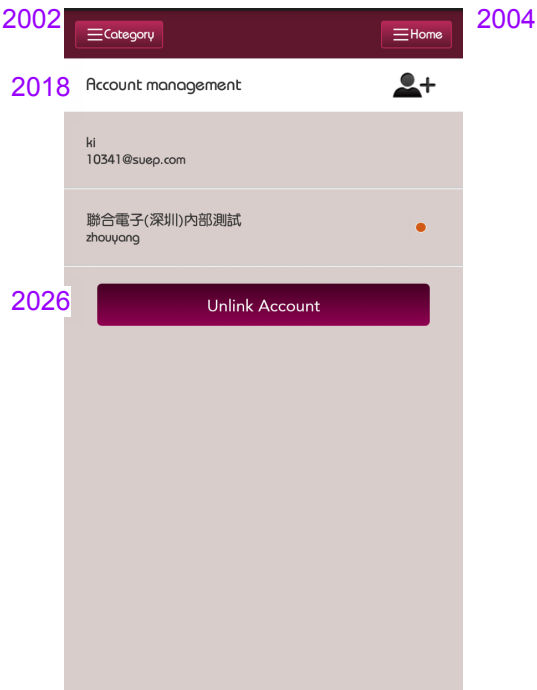 2002
Category
Home
2004
2018
Account management
ki
10341@suep.com
聯合電子(深圳)內部測試
zhouyang
2026
Unlink Account